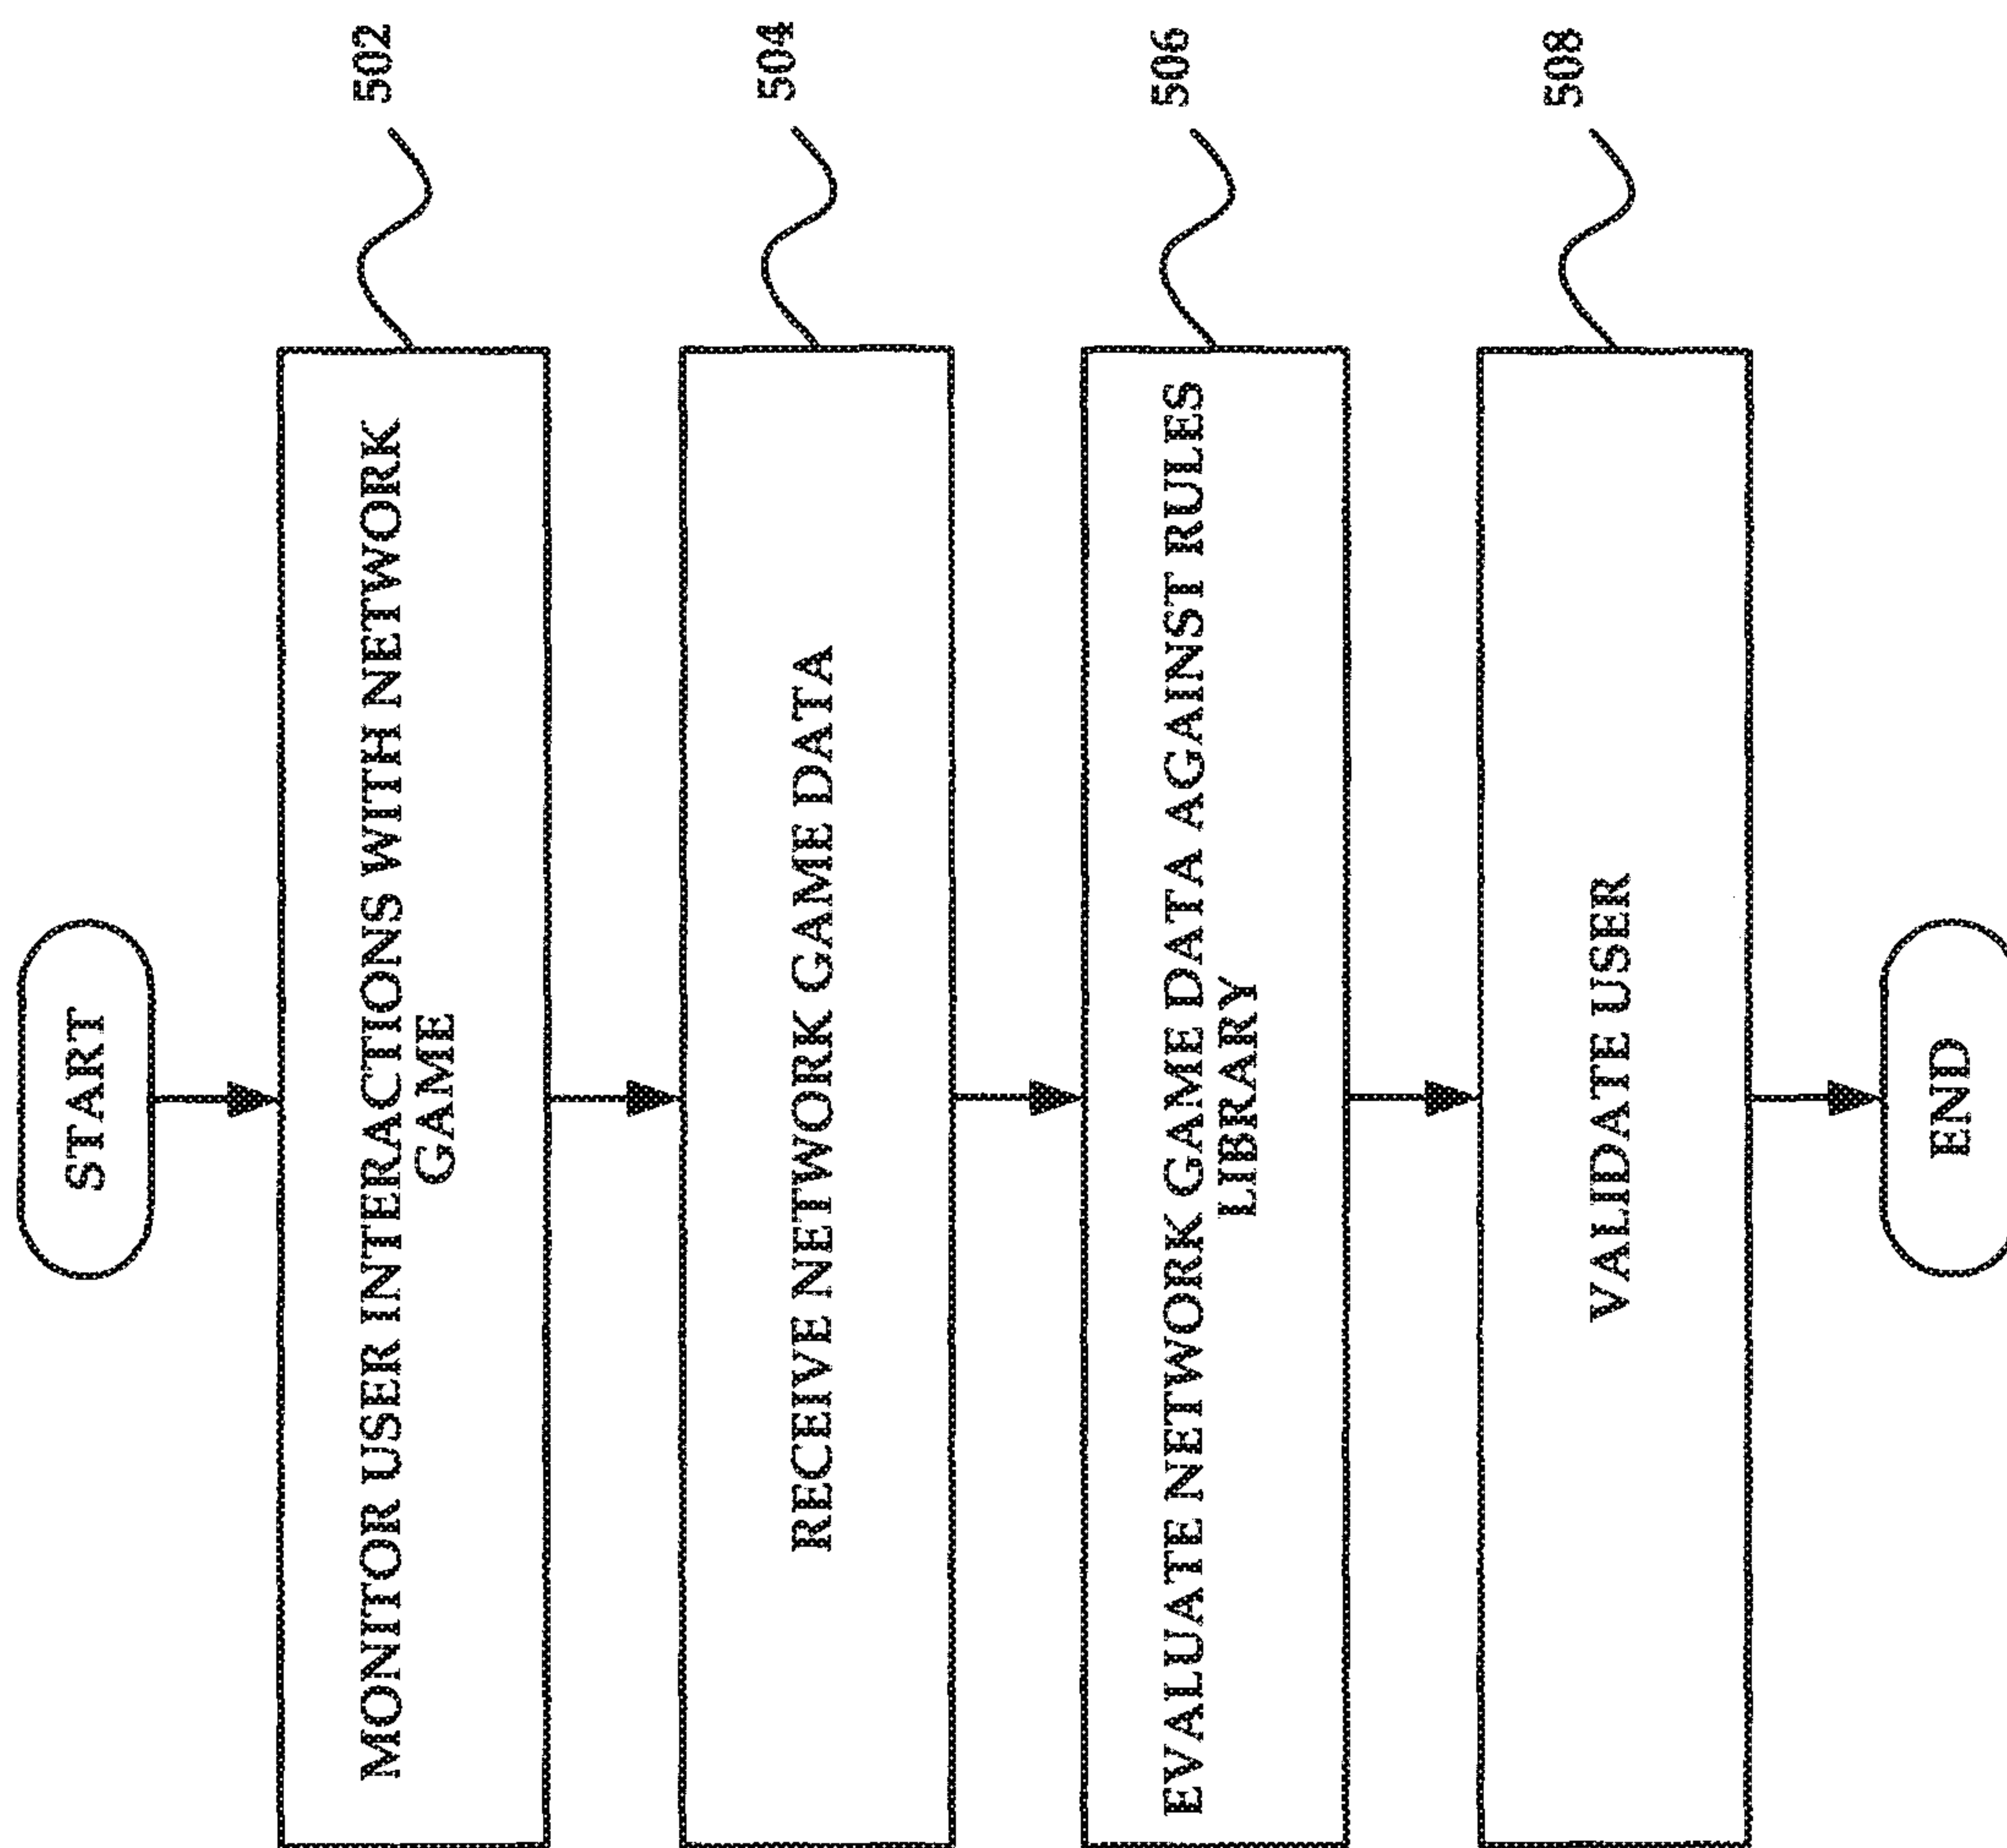 START
MONITOR USER INTERACTIONS WITH NETWORK
GAME
502
RECEIVE NETWORK GAME DATA
504
EVALUATE NETWORK GAME DATA AGAINST RULES
LIBRARY
506
VALIDATE USER
508
END